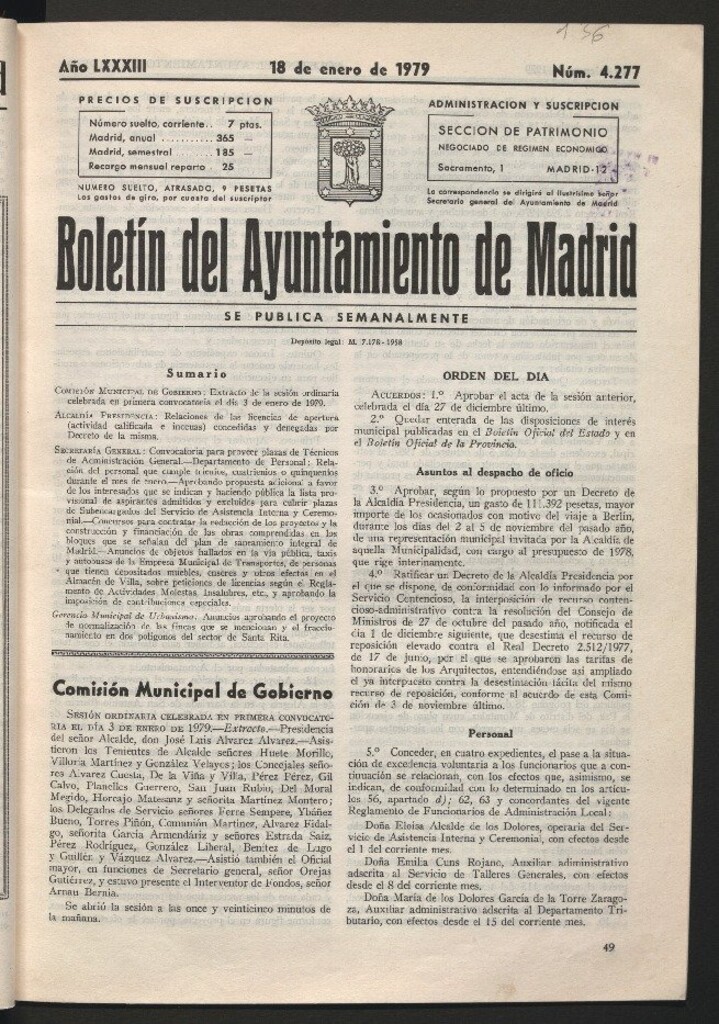 156
Año LXXXIII
18 de enero de 1979
Núm. 4.277
PRECIOS DE SUSCRIPCION
Número suelto, corriente.. 7 ptas.
Madrid, anual ........... 365 —
Madrid, semestral ........ 185 —
Recargo mensual reparto . 25
NUMERO SUELTO, ATRASADO, 9 PESETAS
Los gastos de giro, por cuenta del suscriptor
ADMINISTRACION Y SUSCRIPCION
SECCION DE PATRIMONIO
NEGOCIADO DE REGIMEN ECONOMICO
Sacramento, 1 MADRID-12
La correspondencia se dirigirá al ilustrísimo señor
Secretario general del Ayuntamiento de Madrid
Boletín del Ayuntamiento de Madrid
SE PUBLICA SEMANALMENTE
Depósito legal: M. 7.178-1958
Sumario
COMISIÓN MUNICIPAL DE GOBIERNO: Extracto de la sesión ordinaria
celebrada en primera convocatoria el día 3 de enero de 1979.
ALCALDÍA PRESIDENCIA: Relaciones de las licencias de apertura
(actividad calificada e inocuas) concedidas y denegadas por
Decreto de la misma.
SECRETARÍA GENERAL: Convocatoria para proveer plazas de Técnicos
de Administración General.—Departamento de Personal; Rela-
ción del personal que cumple trienios, cuatrienios o quinquenios
durante el mes de enero.—Aprobando propuesta adicional a favor
de los interesados que se indican y haciendo pública la lista pro-
visional de aspirantes admitidos y excluidos para cubrir plazas
de Subencargados del Servicio de Asistencia Interna y Ceremo-
nial.—Concursos para contratar la redacción de los proyectos y la
construcción y financiación de las obras comprendidas en los
bloques que se señalan del plan de saneamiento integral de
Madrid.—Anuncios de objetos hallados en la vía pública, taxis
y autobuses de la Empresa Municipal de Transportes, de personas
que tienen depositados muebles, enseres y otros efectos en el
Almacén de Villa, sobre peticiones de licencias según el Regla-
mento de Actividades Molestas, Insalubres, etc., y aprobando la
imposición de contribuciones especiales.
Gerencia Municipal de Urbanismo: Anuncios aprobando el proyecto
de normalización de las fincas que se mencionan y el fraccio-
namiento en dos polígonos del sector de Santa Rita.
Comisión Municipal de Gobierno
SESIÓN ORDINARIA CELEBRADA EN PRIMERA CONVOCATO-
RIA EL DÍA 3 DE ENERO DE 1979.—Extracto.—Presidencia
del señor Alcalde, don José Luis Alvarez Alvarez.—Asis-
tieron los Tenientes de Alcalde señores Huete Morillo,
Villoria Martínez y González Velayos; los Concejales seño-
res Alvarez Cuesta, De la Viña y Villa, Pérez Pérez, Gil
Calvo, Planelles Guerrero, San Juan Rubio, Del Moral
Megido, Horcajo Matesanz y señorita Martínez Montero;
los Delegados de Servicio señores Ferre Sempere, Ybáñez
Bueno, Torres Piñón, Comunión Martínez, Alvarez Fidal-
go, señorita García Armendáriz y señores Estrada Saiz,
Pérez Rodríguez, González Liberal, Benítez de Lugo
y Guillén y Vázquez Alvarez.—Asistió también el Oficial
mayor, en funciones de Secretario general, señor Orejas
Gutiérrez, y estuvo presente el Interventor de Fondos, señor
Arnau Bernia.
Se abrió la sesión a las once y veinticinco minutos de
la mañana.
ORDEN DEL DIA
ACUERDOS: 1.º Aprobar el acta de la sesión anterior,
celebrada el día 27 de diciembre último.
2.º Quedar enterada de las disposiciones de interés
municipal publicadas en el Boletín Oficial del Estado y en
el Boletín Oficial de la Provincia.
Asuntos al despacho de oficio
3.º Aprobar, según lo propuesto por un Decreto de
la Alcaldía Presidencia, un gasto de 111.392 pesetas, mayor
importe de los ocasionados con motivo del viaje a Berlín,
durante los días del 2 al 5 de noviembre del pasado año,
de una representación municipal invitada por la Alcaldía de
aquella Municipalidad, con cargo al presupuesto de 1978,
que rige interinamente.
4.º Ratificar un Decreto de la Alcaldía Presidencia por
el que se dispone, de conformidad con lo informado por el
Servicio Contencioso, la interposición de recurso conten-
cioso-administrativo contra la resolución del Consejo de
Ministros de 27 de octubre del pasado año, notificada el
día 1 de diciembre siguiente, que desestima el recurso de
reposición elevado contra el Real Decreto 2.512/1977,
de 17 de junio, por el que se aprobaron las tarifas de
honorarios de los Arquitectos, entendiéndose así ampliado
el ya interpuesto contra la desestimación tácita del mismo
recurso de reposición, conforme al acuerdo de esta Comi-
sión de 3 de noviembre último.
Personal
5.º Conceder, en cuatro expedientes, el pase a la situa-
ción de excedencia voluntaria a los funcionarios que a con-
tinuación se relacionan, con los efectos que, asimismo, se
indican, de conformidad con lo determinado en los artícu-
los 56, apartado d); 62, 63 y concordantes del vigente
Reglamento de Funcionarios de Administración Local:
Doña Eloísa Alcalde de los Dolores, operaria del Ser-
vicio de Asistencia Interna y Ceremonial, con efectos desde
el 1 del corriente mes.
Doña Emilia Cuns Rojano, Auxiliar administrativo
adscrita al Servicio de Talleres Generales, con efectos
desde el 8 del corriente mes.
Doña María de los Dolores García de la Torre Zarago-
za, Auxiliar administrativo adscrita al Departamento Tri-
butario, con efectos desde el 15 del corriente mes.
49